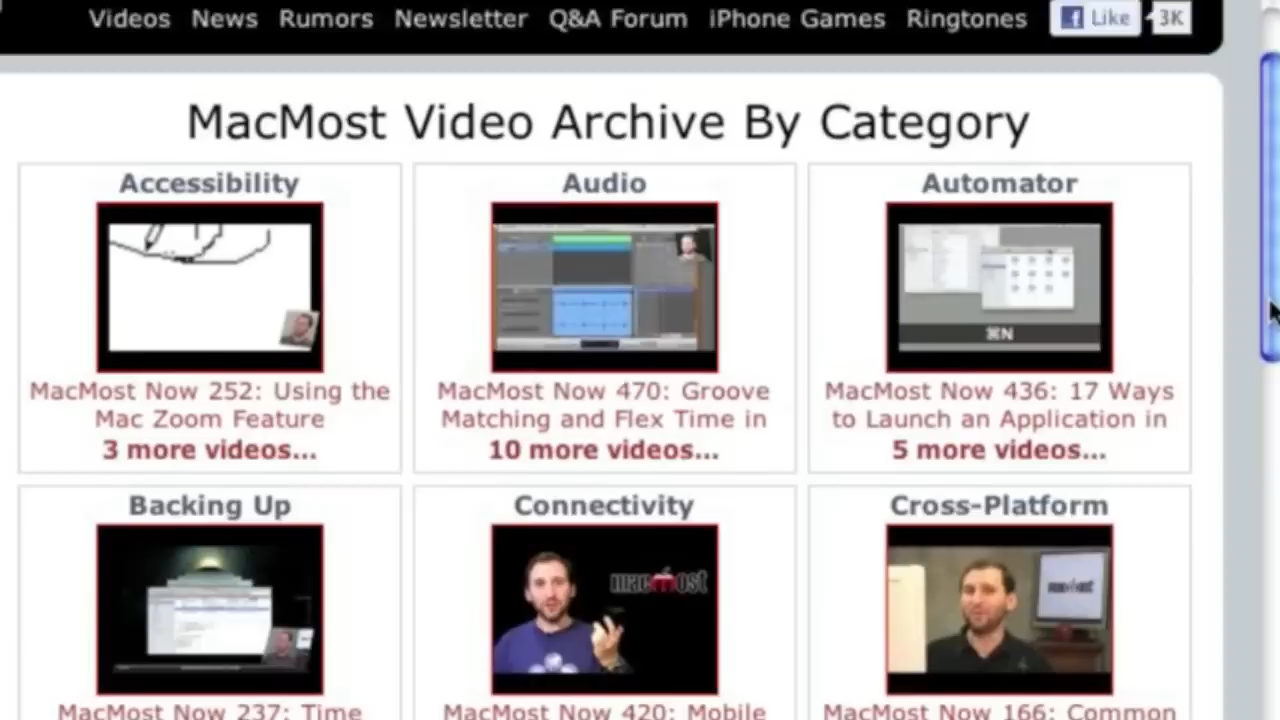 Videos News Rumors Newsletter Q&A Forum iPhone Games Ringtones Like 3K
MacMost Video Archive By Category
Accessibility Audio Automator
⌘N
MacMost Now 252: Using the MacMost Now 470: Groove MacMost Now 436: 17 Ways
Mac Zoom Feature Matching and Flex Time in to Launch an Application in
3 more videos... 10 more videos... 5 more videos...
Backing Up Connectivity Cross-Platform
macmost macmost
MacMost Now 237: Time MacMost Now 420: Mobile MacMost Now 166: Common